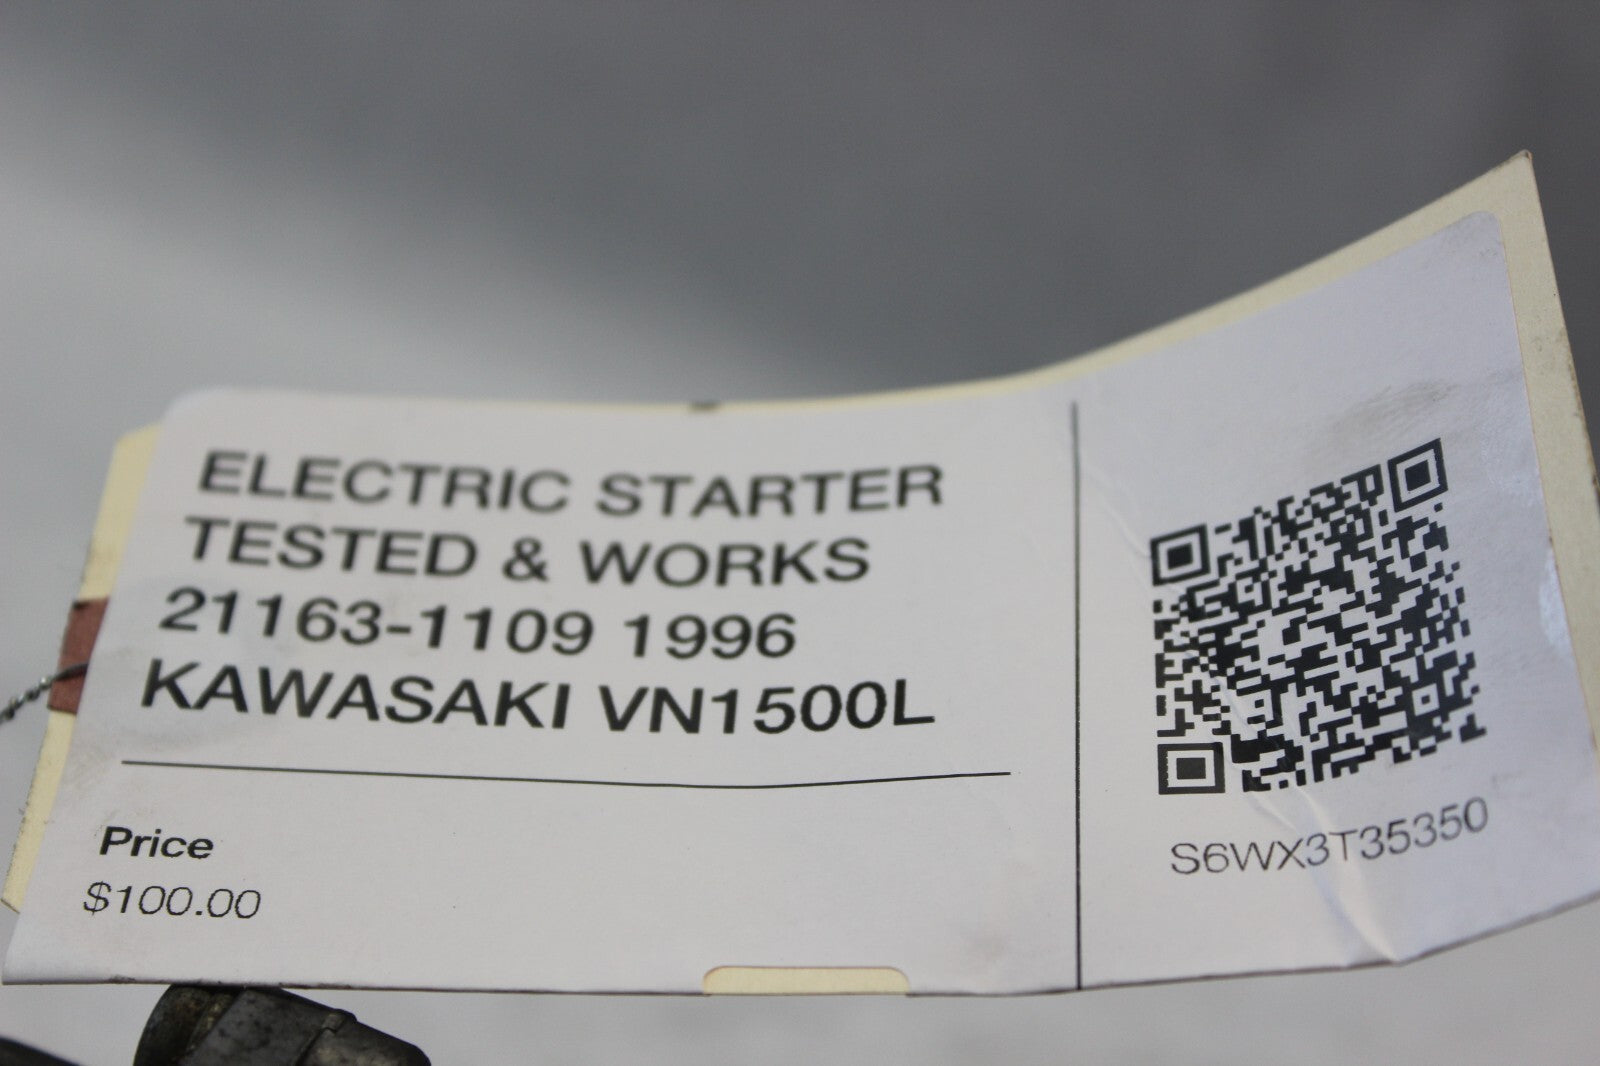 ELECTRIC STARTER
TESTED & WORKS
21163-1109 1996
KAWASAKI VN1500L
Price
$100.00
S6WX3T35350